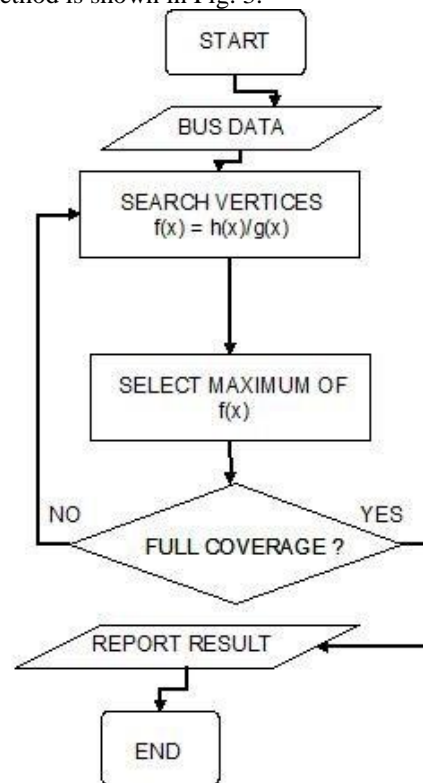 method is shown in Fig. 3.
START
BUS DATA
SEARCH VERTICES
f(x) = h(x)/g(x)
SELECT MAXIMUM OF
f(x)
NO
YES
FULL COVERAGE ?
REPORT RESULT
END